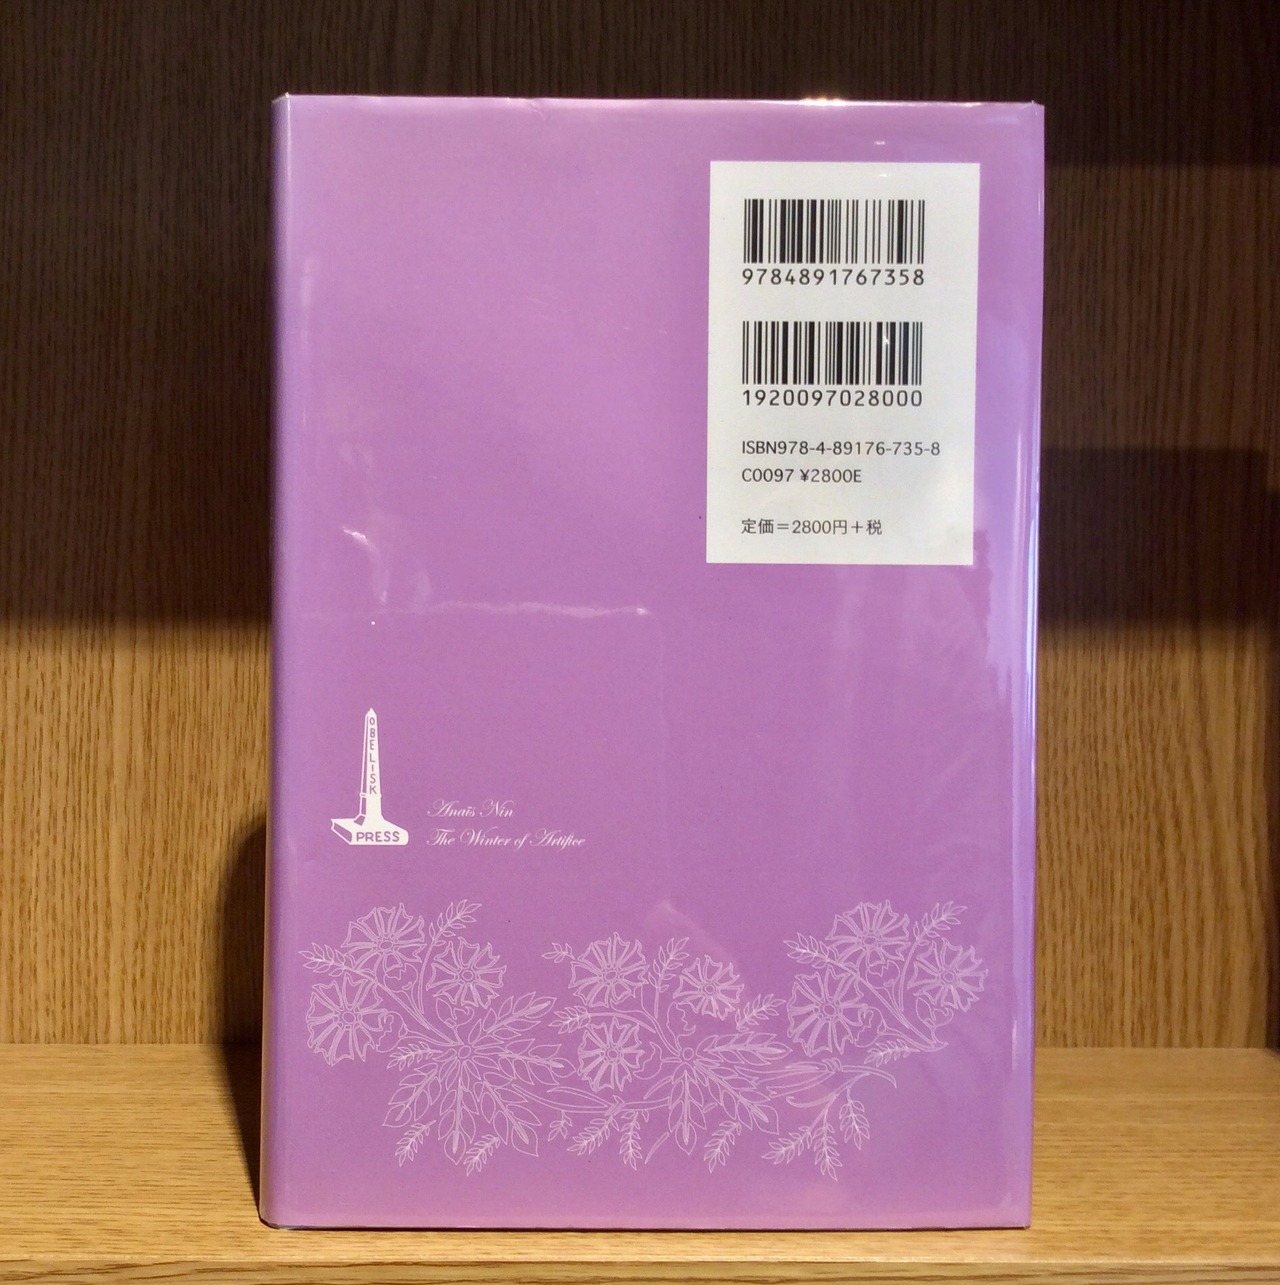 9784891767358
1920097028000
ISBN978-4-89176-735-8
C0097 ¥2800E
定価＝2800円＋税
OBELISK
PRESS
Anaïs Nin
The Winter of Artifice